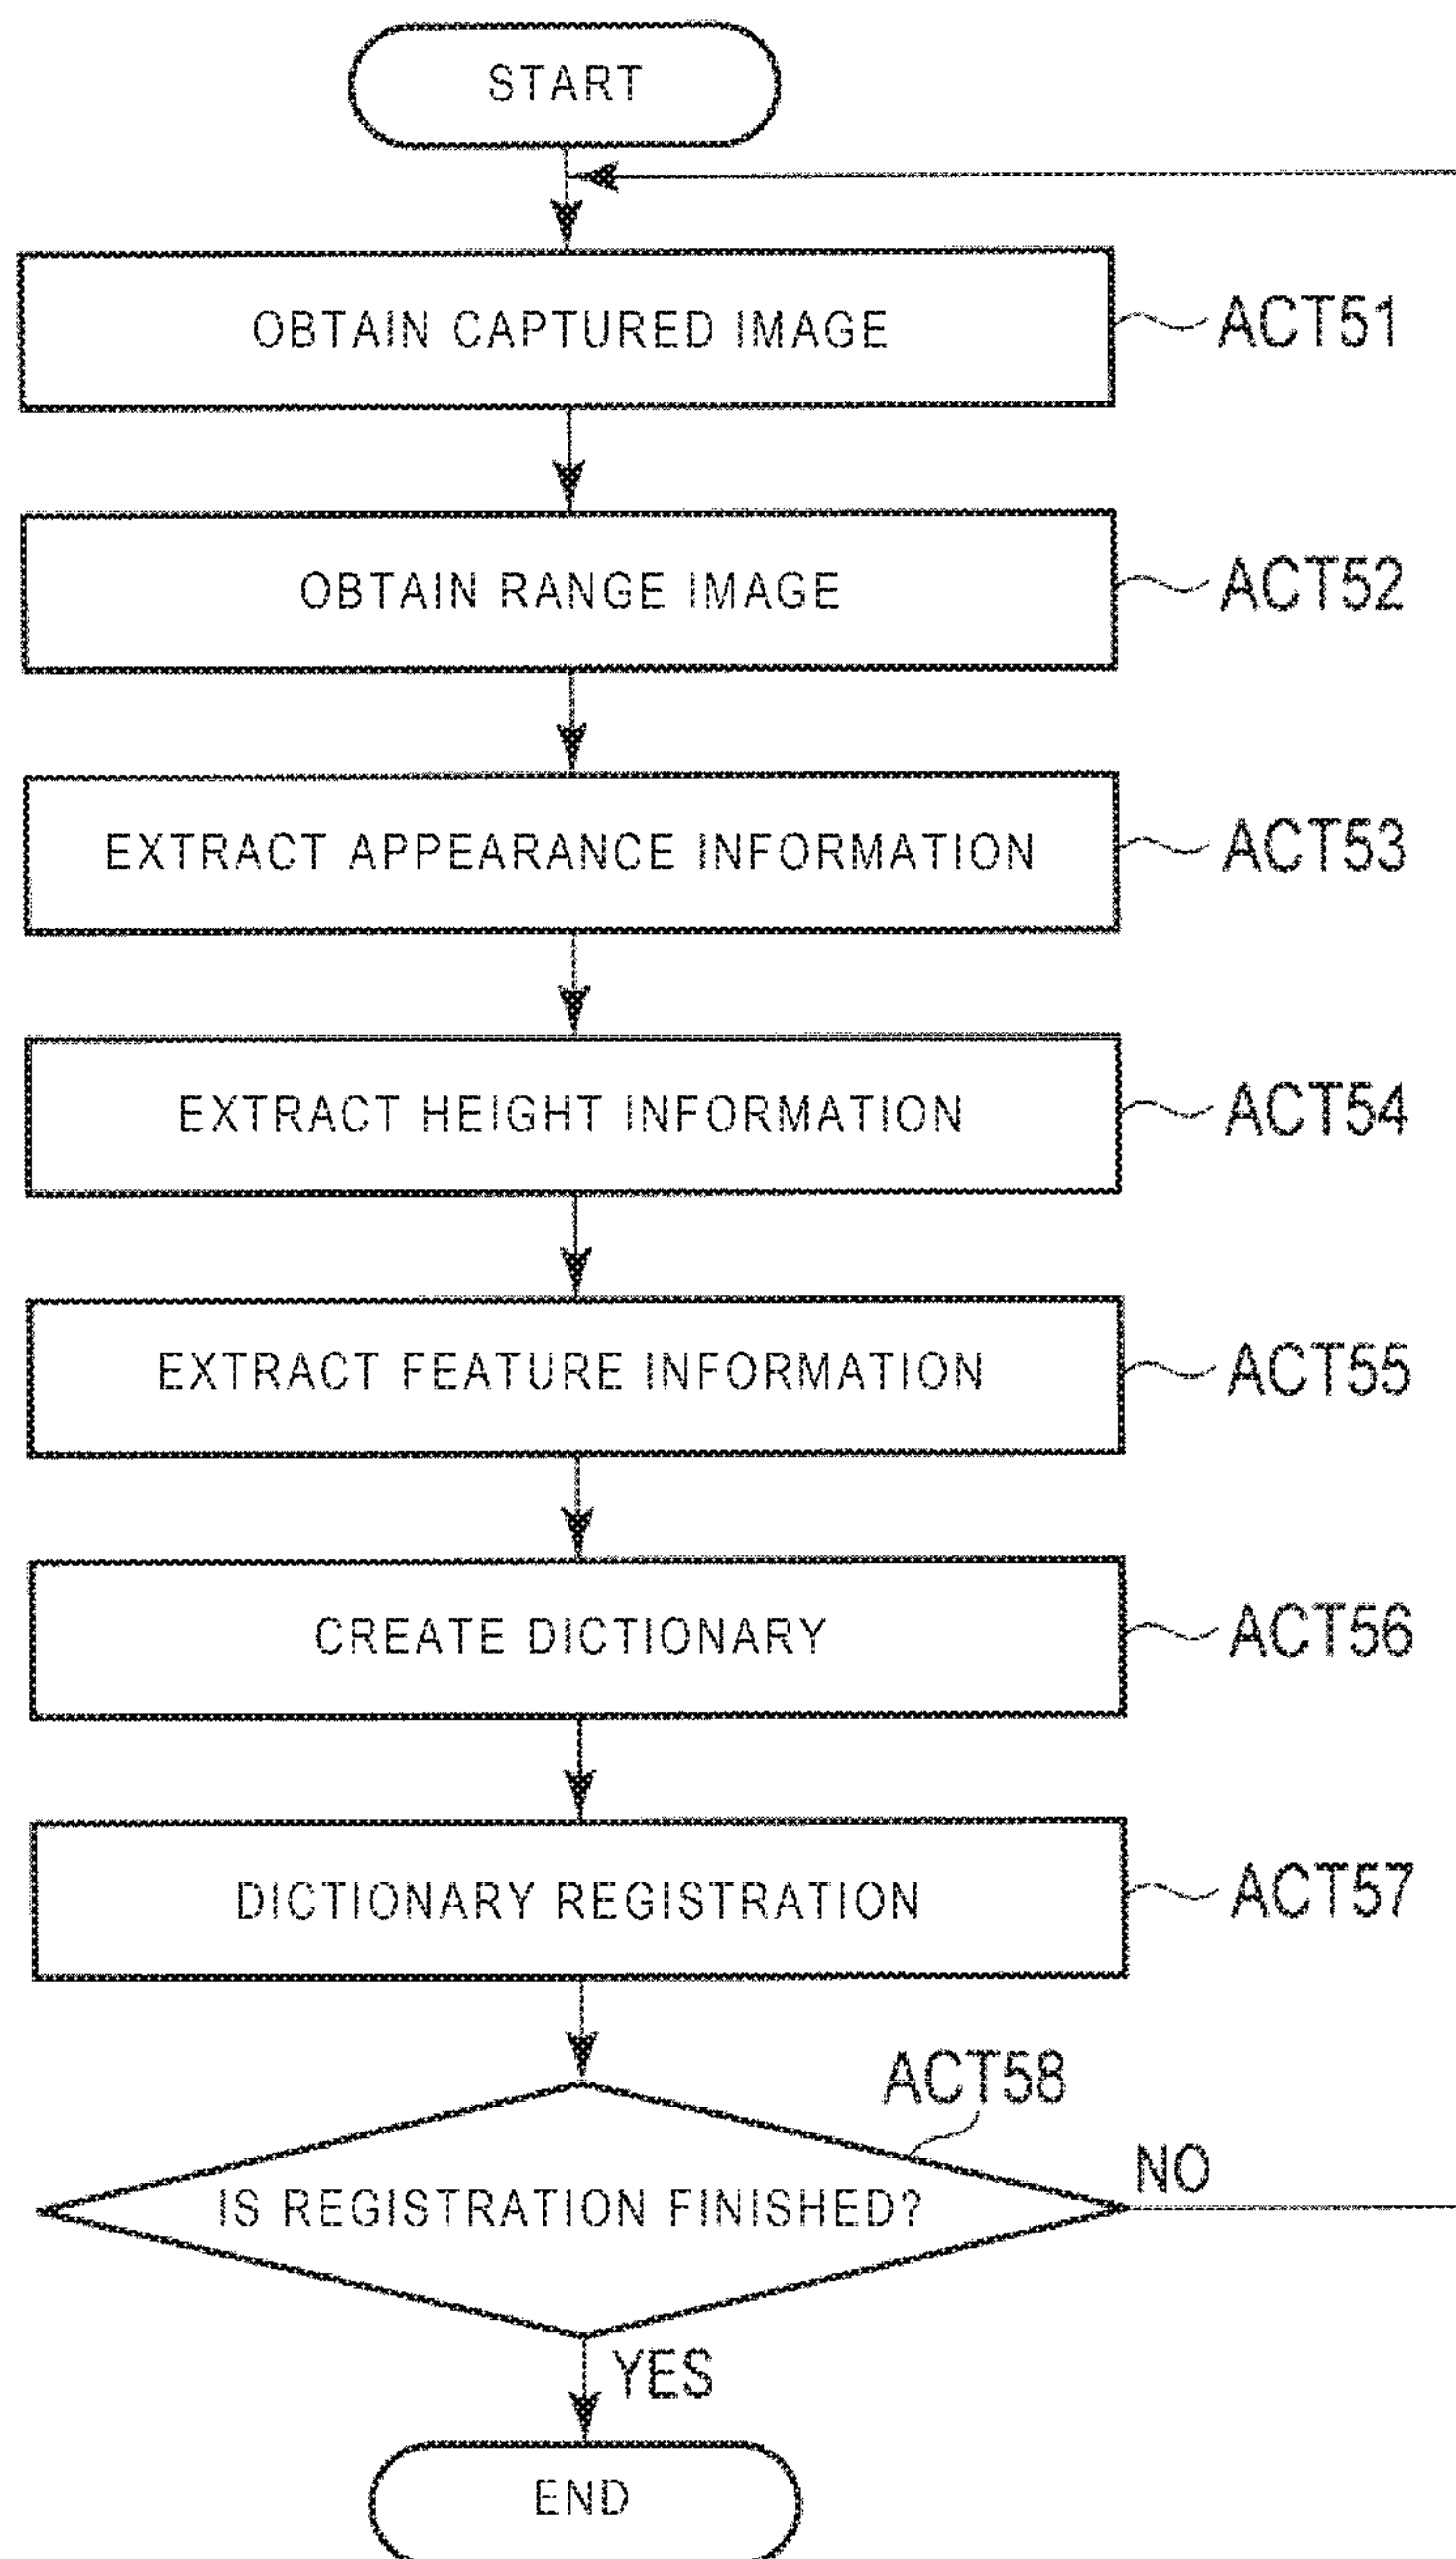 START
OBTAIN CAPTURED IMAGE
ACT51
OBTAIN RANGE IMAGE
ACT52
EXTRACT APPEARANCE INFORMATION
ACT53
EXTRACT HEIGHT INFORMATION
ACT54
EXTRACT FEATURE INFORMATION
ACT55
CREATE DICTIONARY
ACT56
DICTIONARY REGISTRATION
ACT57
ACT58
IS REGISTRATION FINISHED?
NO
YES
END